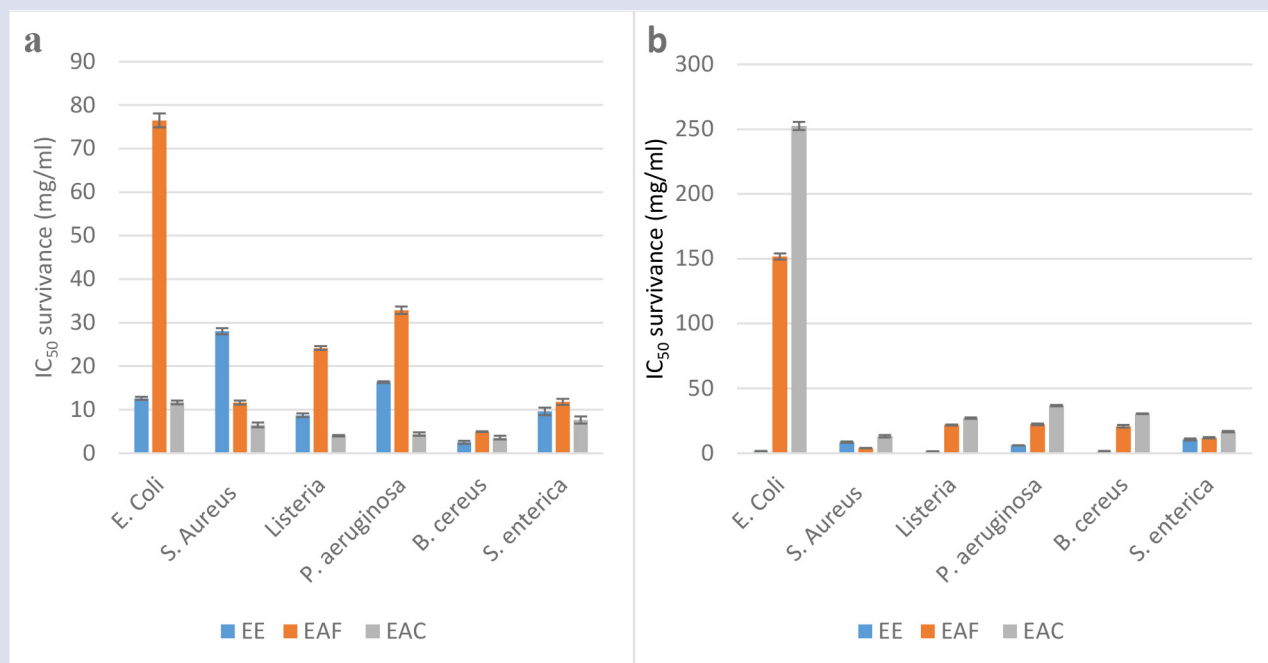 a
90
80
70
60
50
40
30
20
10
0
IC50 survivance (mg/ml)
E. Coli
S. Aureus
Listeria
P. aeruginosa
B. cereus
S. enterica
EE EAF EAC
b
300
250
200
150
100
50
0
IC50 survivance (mg/ml)
E. Coli
S. Aureus
Listeria
P. aeruginosa
B. cereus
S. enterica
EE EAF EAC